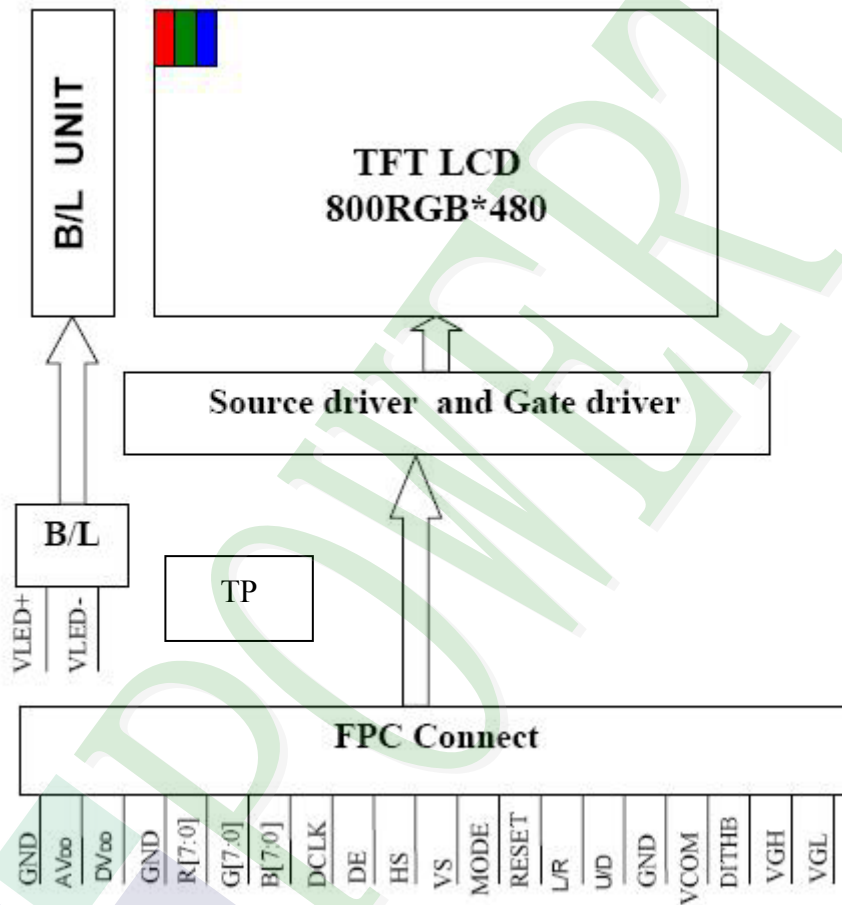 B/L UNIT
TFT LCD
800RGB*480
Source driver and Gate driver
B/L
TP
VLED+
VLED-
FPC Connect
GND
AVDD
DVDD
GND
R[7:0]
G[7:0]
B[7:0]
DCLK
DE
HS
VS
MODE
RESET
L/R
U/D
GND
VCOM
DITHB
VGH
VGL